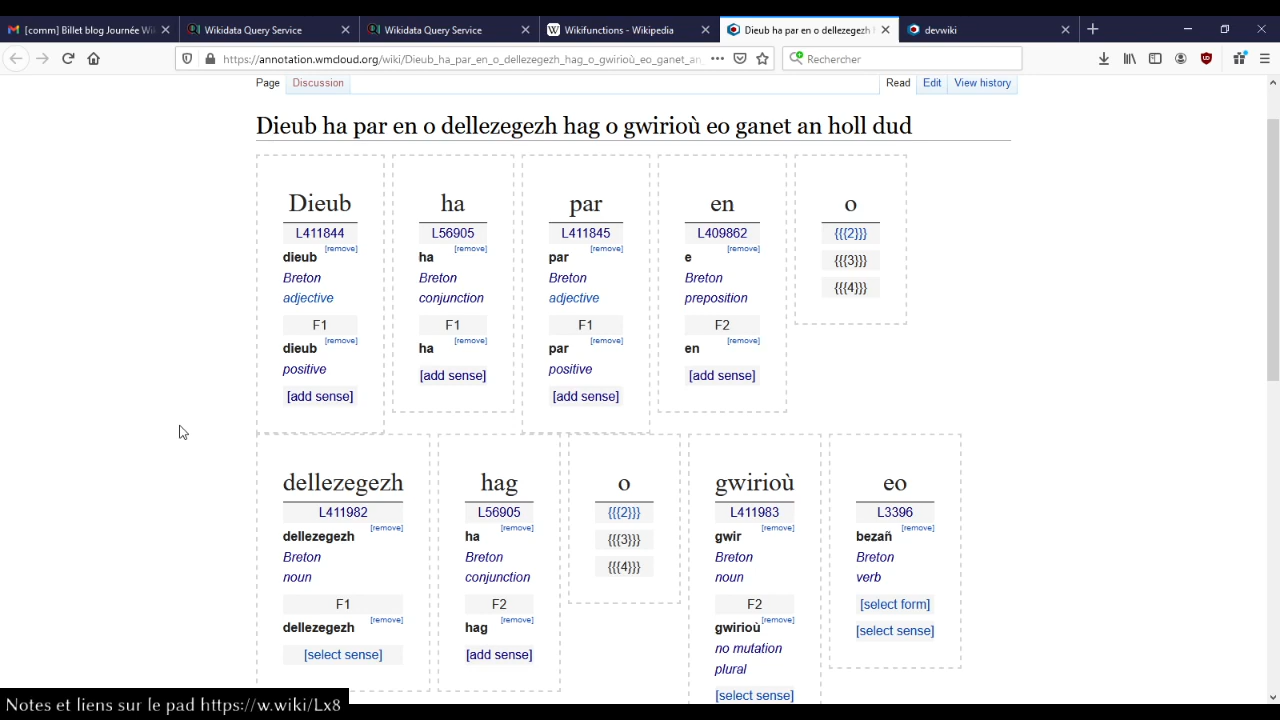 [comm] Billet blog Journée Wi
Wikidata Query Service
Wikidata Query Service
Wikifunctions - Wikipedia
Dieub ha par en o dellezegezh
devwiki
https://annotation.wmcloud.org/wiki/Dieub_ha_par_en_o_dellezegezh_hag_o_gwirioù_eo_ganet_an
Rechercher
Page Discussion Read Edit View history
Dieub ha par en o dellezegezh hag o gwirioù eo ganet an holl dud
Dieub
L411844
[remove]
dieub
Breton
adjective
F1
[remove]
dieub
positive
[add sense]
ha
L56905
[remove]
ha
Breton
conjunction
F1
[remove]
ha
[add sense]
par
L411845
[remove]
par
Breton
adjective
F1
[remove]
par
positive
[add sense]
en
L409862
[remove]
e
Breton
preposition
F2
[remove]
en
[add sense]
o
{{{2}}}
{{{3}}}
{{{4}}}
dellezegezh
L411982
[remove]
dellezegezh
Breton
noun
F1
[remove]
dellezegezh
[select sense]
hag
L56905
[remove]
ha
Breton
conjunction
F2
[remove]
hag
[add sense]
o
{{{2}}}
{{{3}}}
{{{4}}}
gwirioù
L411983
[remove]
gwir
Breton
noun
F2
[remove]
gwirioù
no mutation
plural
[select sense]
eo
L3396
[remove]
bezañ
Breton
verb
[select form]
[select sense]
Notes et liens sur le pad https://w.wiki/Lx8